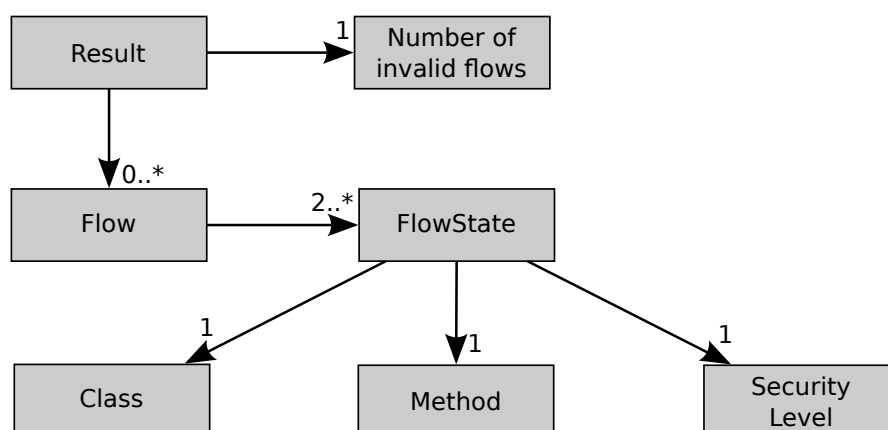 Result
1
Number of
invalid flows
0..*
Flow
2..*
FlowState
1
1
1
Class
Method
Security
Level